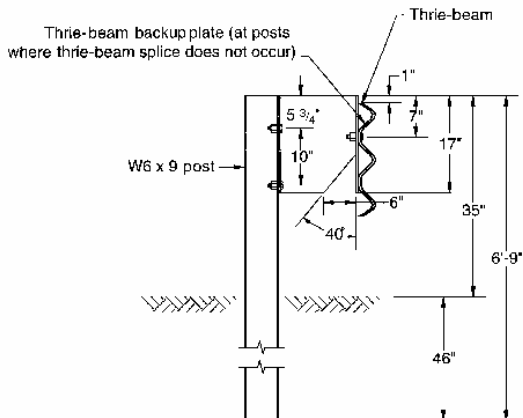 Thrie-beam backup plate (at posts
where thrie-beam splice does not occur)
Thrie-beam
1"
5 3/4"
7"
10"
17"
W6 x 9 post
6"
35"
40°
6'-9"
46"